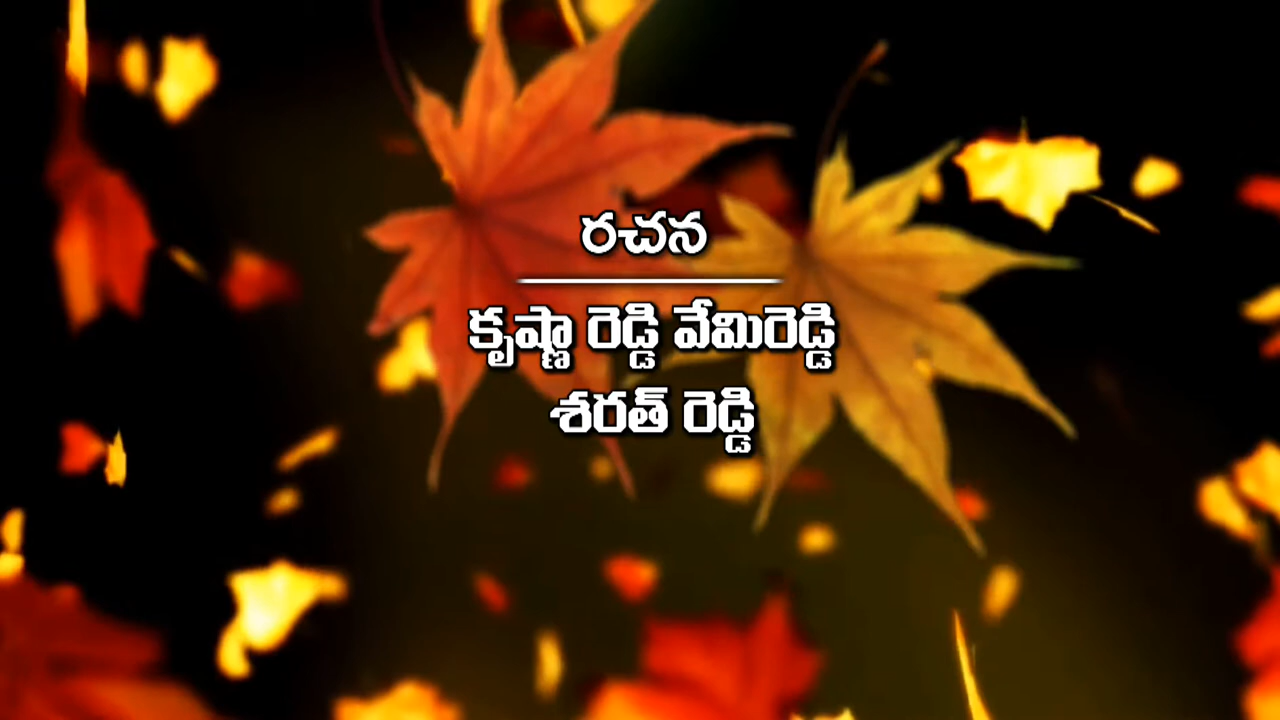 రచన
కృష్ణా రెడ్డి వేమిరెడ్డి
శరత్ రెడ్డి